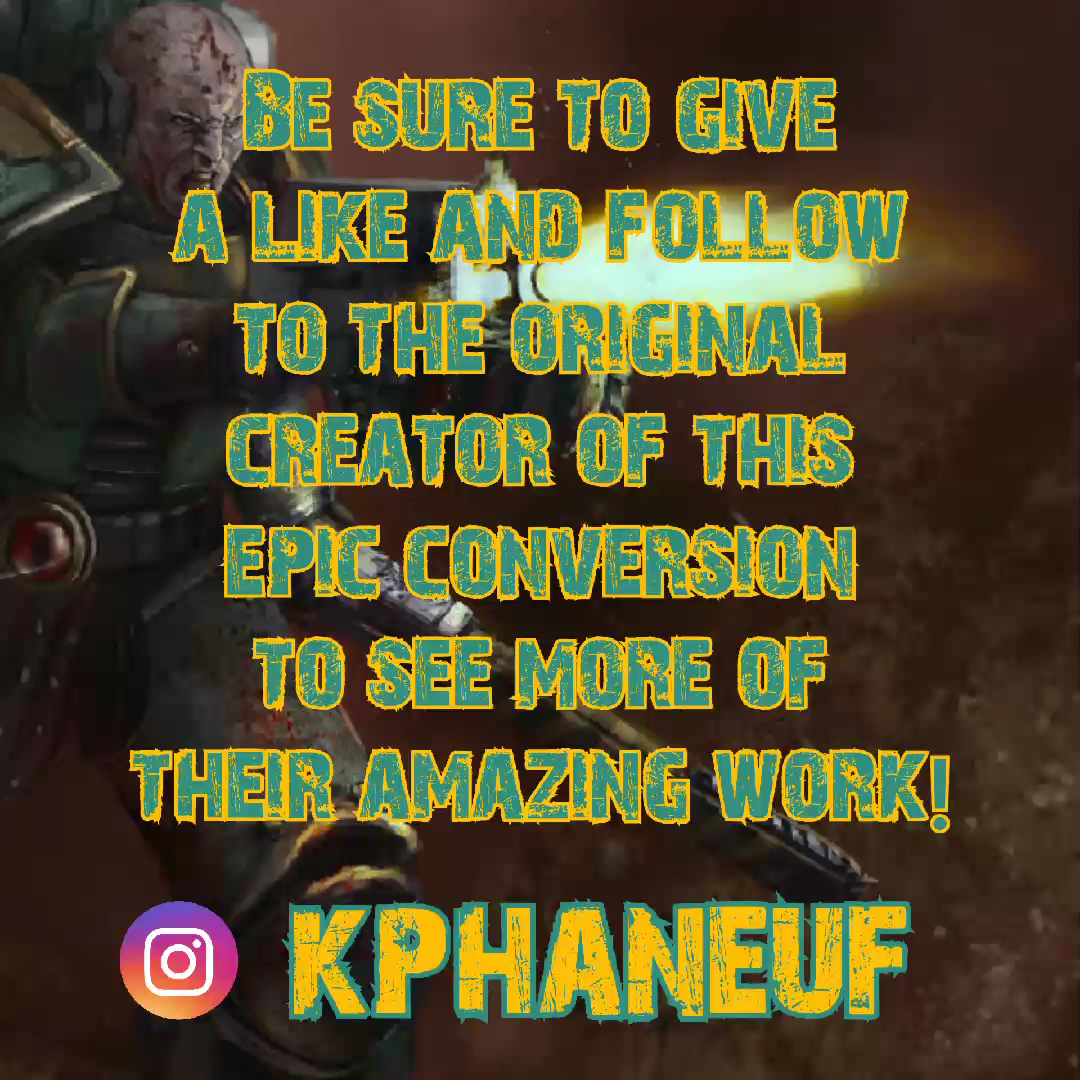 Be sure to give
a like and follow
to the original
creator of this
epic conversion
to see more of
their amazing work!
KPHANEUF